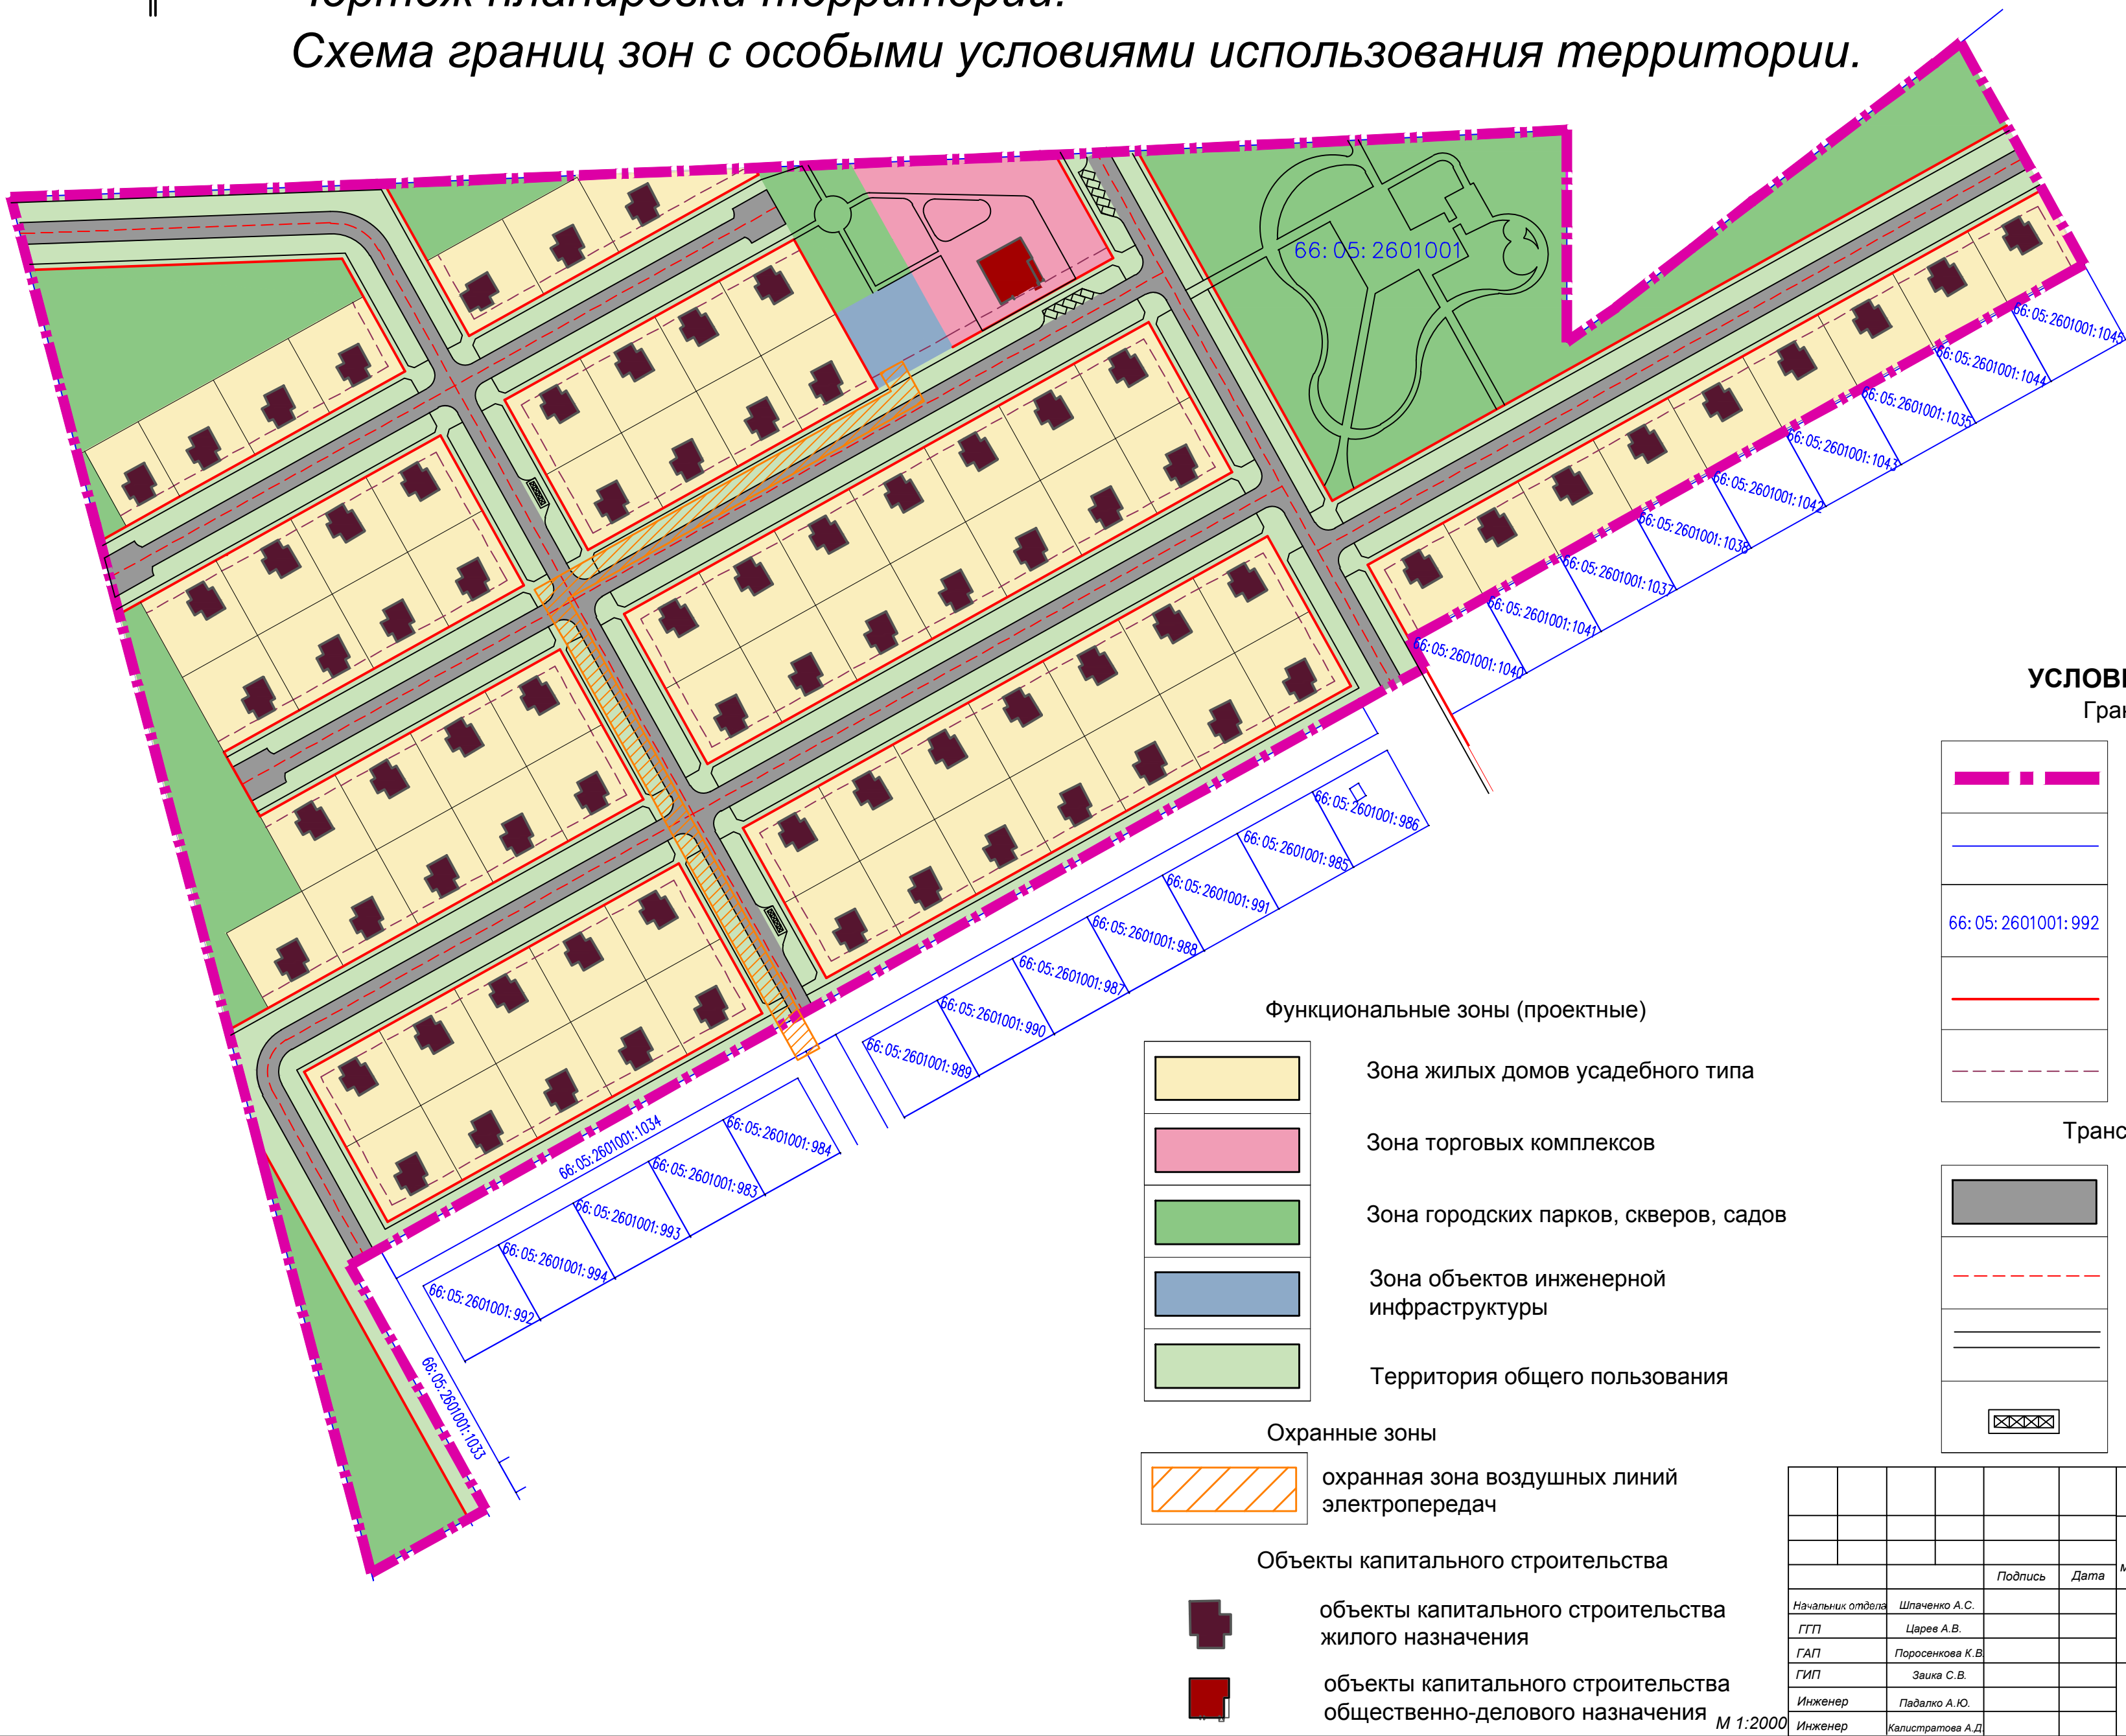 Чертеж планировки территории.
Схема границ зон с особыми условиями использования территории.
66:05:2601001
66:05:2601001:1045
66:05:2601001:1044
66:05:2601001:1035
66:05:2601001:1043
66:05:2601001:1042
66:05:2601001:1038
66:05:2601001:1037
66:05:2601001:1041
66:05:2601001:1040
66:05:2601001:986
66:05:2601001:985
66:05:2601001:991
66:05:2601001:988
66:05:2601001:987
66:05:2601001:990
66:05:2601001:989
66:05:2601001:1034
66:05:2601001:984
66:05:2601001:983
66:05:2601001:993
66:05:2601001:994
66:05:2601001:992
66:05:2601001:1033
УСЛОВ
Гра
66:05:2601001:992
Транс
Функциональные зоны (проектные)
Зона жилых домов усадебного типа
Зона торговых комплексов
Зона городских парков, скверов, садов
Зона объектов инженерной
инфраструктуры
Территория общего пользования
Охранные зоны
охранная зона воздушных линий
электропередач
Объекты капитального строительства
объекты капитального строительства
жилого назначения
объекты капитального строительства
общественно-делового назначения
М 1:2000
Подпись Дата
Начальник отдела Шпаченко А.С.
ГГП Царев А.В.
ГАП Поросенкова К.В.
ГИП Заика С.В.
Инженер Падалко А.Ю.
Инженер Калистратова А.Д.